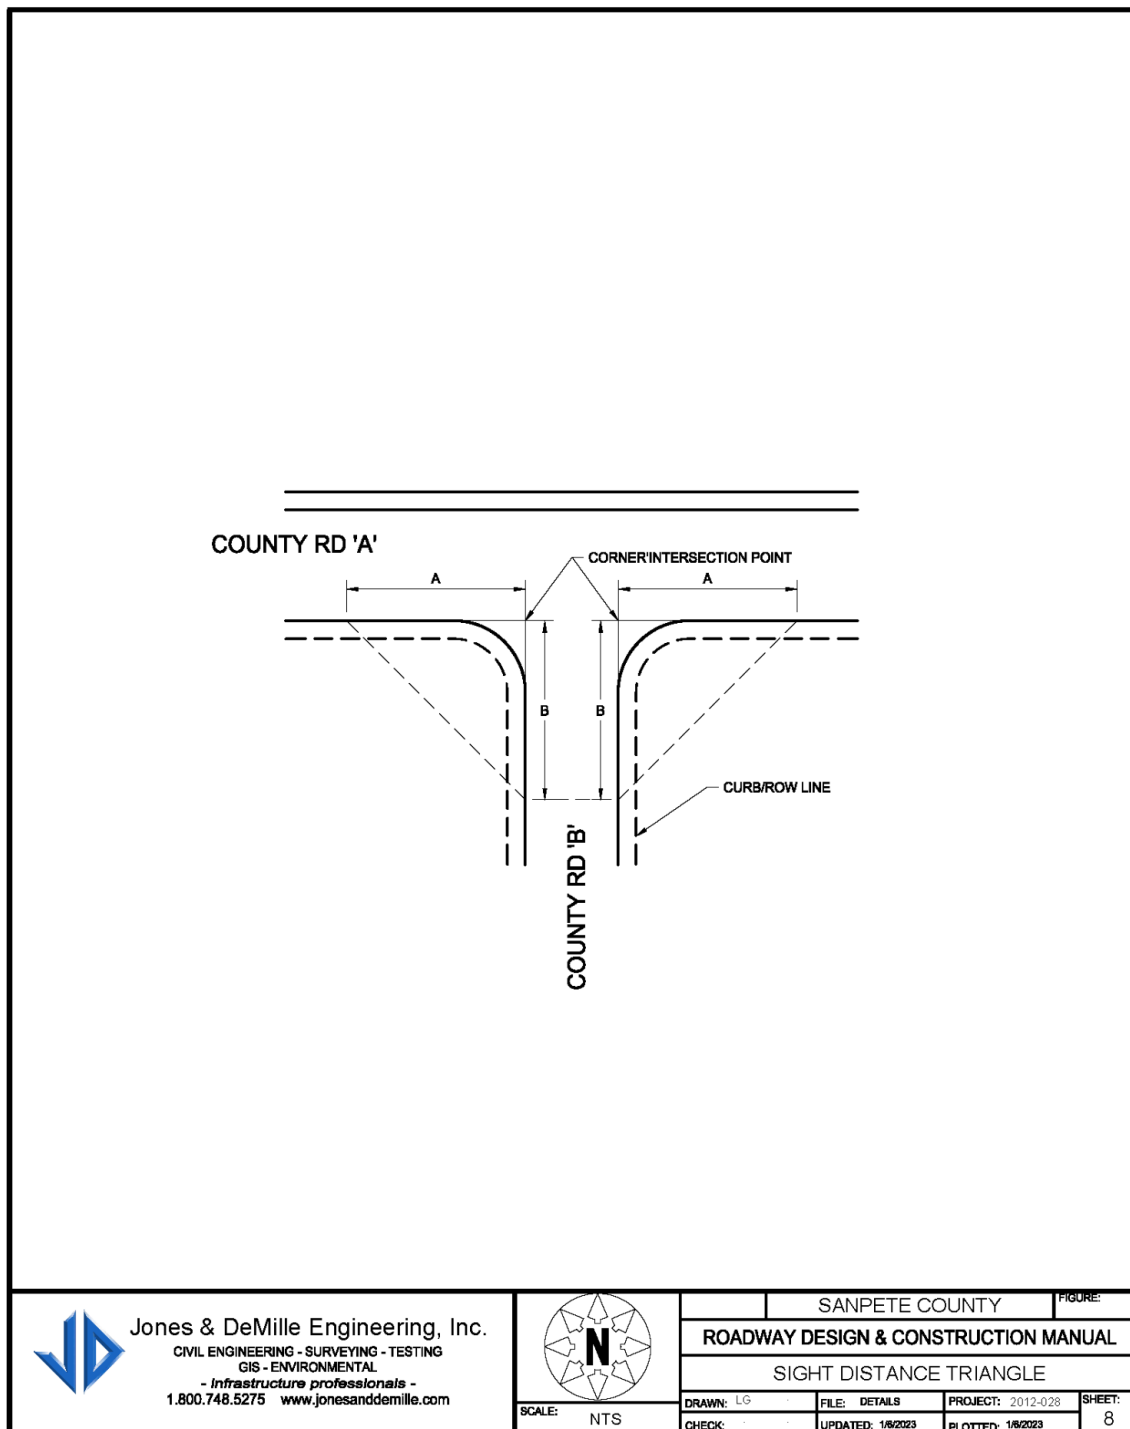 COUNTY RD 'A'
CORNER'INTERSECTION POINT
A
A
B
B
CURB/ROW LINE
COUNTY RD 'B'
Jones & DeMille Engineering, Inc.
CIVIL ENGINEERING - SURVEYING - TESTING
GIS - ENVIRONMENTAL
- Infrastructure professionals -
1.800.748.5275 www.jonesanddemille.com
N
SCALE: NTS
SANPETE COUNTY
FIGURE:
ROADWAY DESIGN & CONSTRUCTION MANUAL
SIGHT DISTANCE TRIANGLE
DRAWN: LG
FILE: DETAILS
PROJECT: 2012-028
SHEET: 8
CHECK:
UPDATED: 1/6/2023
PLOTTED: 1/6/2023